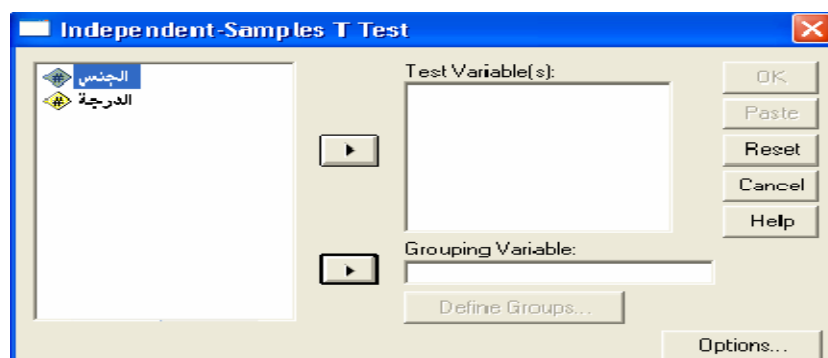 Independent-Samples T Test
الجنس
الدرجة
Test Variable(s):
OK
Paste
Reset
Cancel
Help
Grouping Variable:
Define Groups...
Options...